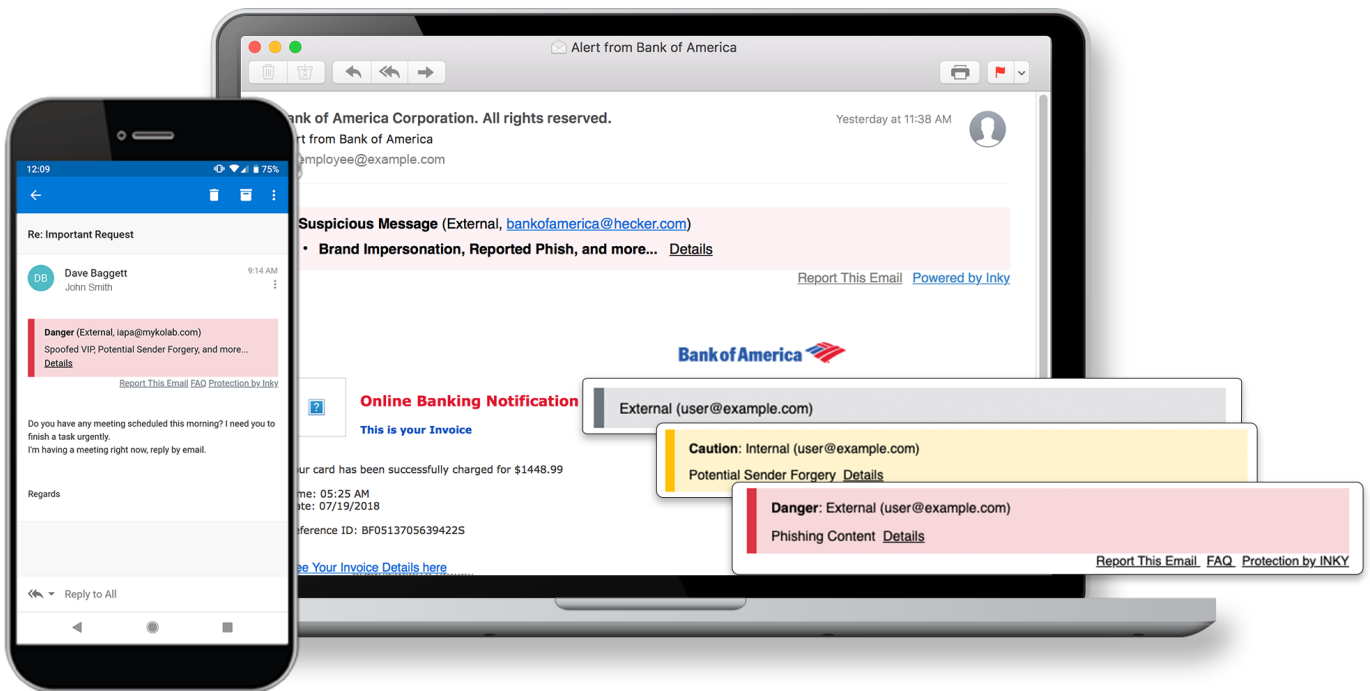 Alert from Bank of America
ank of America Corporation. All rights reserved.
Yesterday at 11:38 AM
rt from Bank of America
employee@example.com
Suspicious Message (External, bankofamerica@hecker.com)
• Brand Impersonation, Reported Phish, and more... Details
Report This Email Powered by Inky
Bank of America
?
Online Banking Notification
This is your Invoice
ur card has been successfully charged for $1448.99
me: 05:25 AM
ate: 07/19/2018
eference ID: BF0513705639422S
ee Your Invoice Details here
12:09
75%
Re: Important Request
DB
Dave Baggett
9:14 AM
John Smith
Danger (External, iapa@mykolab.com)
Spoofed VIP, Potential Sender Forgery, and more...
Details
Report This Email FAQ Protection by Inky
Do you have any meeting scheduled this morning? I need you to
finish a task urgently.
I'm having a meeting right now, reply by email.
Regards
Reply to All
External (user@example.com)
Caution: Internal (user@example.com)
Potential Sender Forgery Details
Danger: External (user@example.com)
Phishing Content Details
Report This Email FAQ Protection by INKY